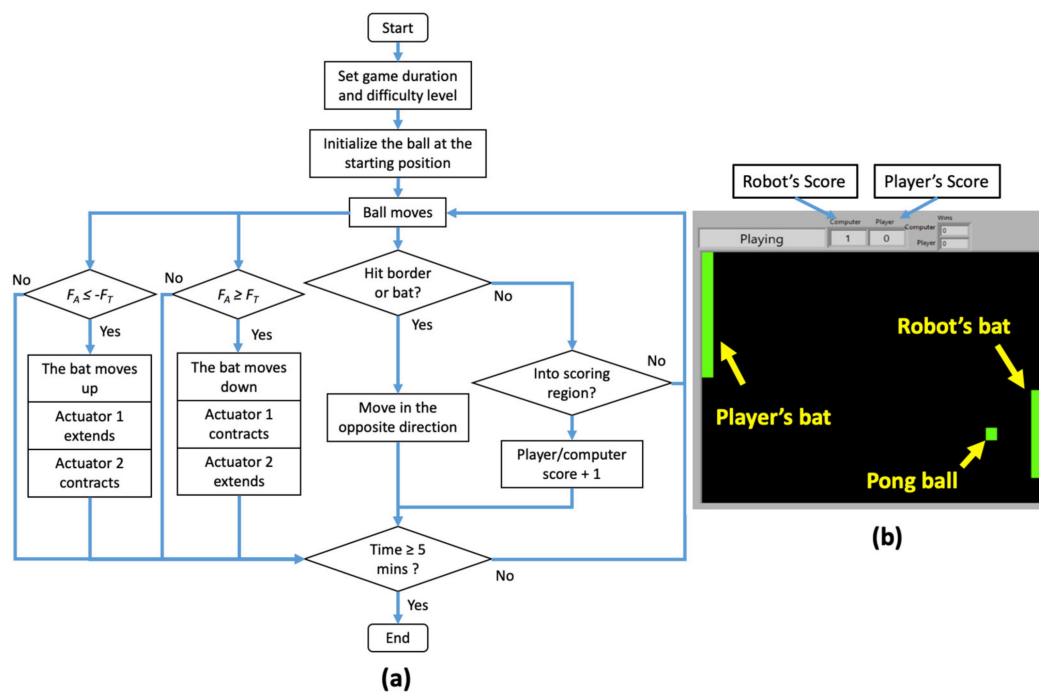 Start
Set game duration
and difficulty level
Initialize the ball at the
starting position
Ball moves
No
F_A ≤ -F_T
Yes
The bat moves
up
Actuator 1
extends
Actuator 2
contracts
No
F_A ≥ F_T
Yes
The bat moves
down
Actuator 1
contracts
Actuator 2
extends
Hit border
or bat?
No
Yes
Move in the
opposite direction
Into scoring
region?
No
Player/computer
score + 1
Time ≥ 5
mins ?
No
Yes
End
(a)
Robot's Score
Player's Score
Playing
Computer
1
Player
0
Wins
Computer
0
Player
0
Robot's bat
Player's bat
Pong ball
(b)